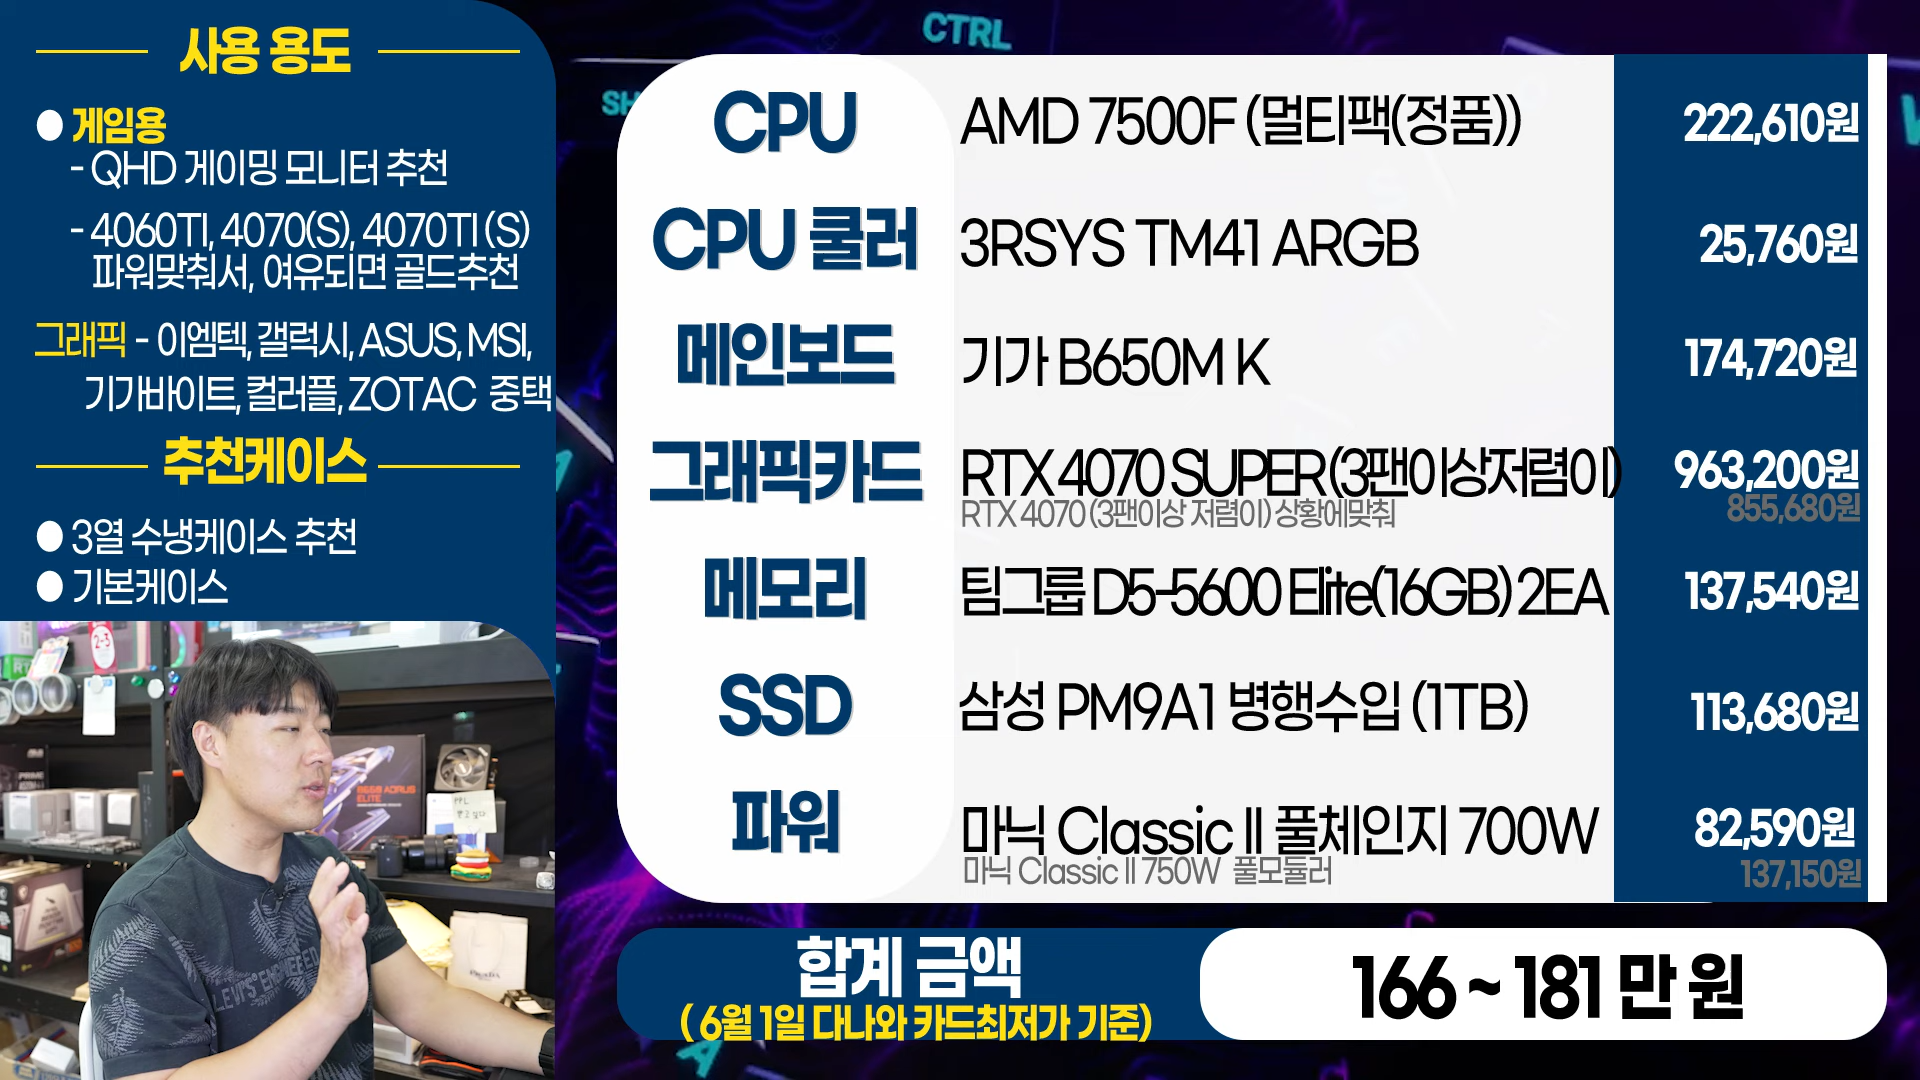 사용 용도
● 게임용
- QHD 게이밍 모니터 추천
- 4060TI, 4070(S), 4070TI (S)
파워맞춰서, 여유되면 골드추천
그래픽 - 이엠텍, 갤럭시, ASUS, MSI,
기가바이트, 컬러플, ZOTAC 중택
추천케이스
● 3열 수냉케이스 추천
● 기본케이스
CTRL
SH
CPU AMD 7500F (멀티팩(정품)) 222,610원
CPU 쿨러 3RSYS TM41 ARGB 25,760원
메인보드 기가 B650M K 174,720원
그래픽카드 RTX 4070 SUPER (3팬이상저렴이) 963,200원
RTX 4070 (3팬이상 저렴이) 상황에맞춰 855,680원
메모리 팀그룹 D5-5600 Elite(16GB) 2EA 137,540원
SSD 삼성 PM9A1 병행수입 (1TB) 113,680원
파워 마닉 Classic II 풀체인지 700W 82,590원
마닉 Classic II 750W 풀모듈러 137,150원
합계 금액
( 6월 1일 다나와 카드최저가 기준)
166 ~ 181 만 원
2-3
PRIME
B650 AORUS
ELITE
PPL